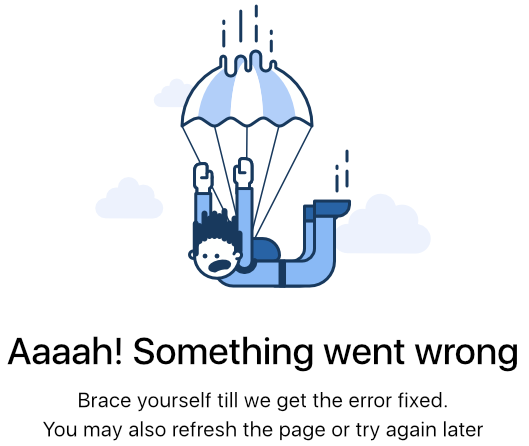 Aaaah! Something went wrong
Brace yourself till we get the error fixed.
You may also refresh the page or try again later